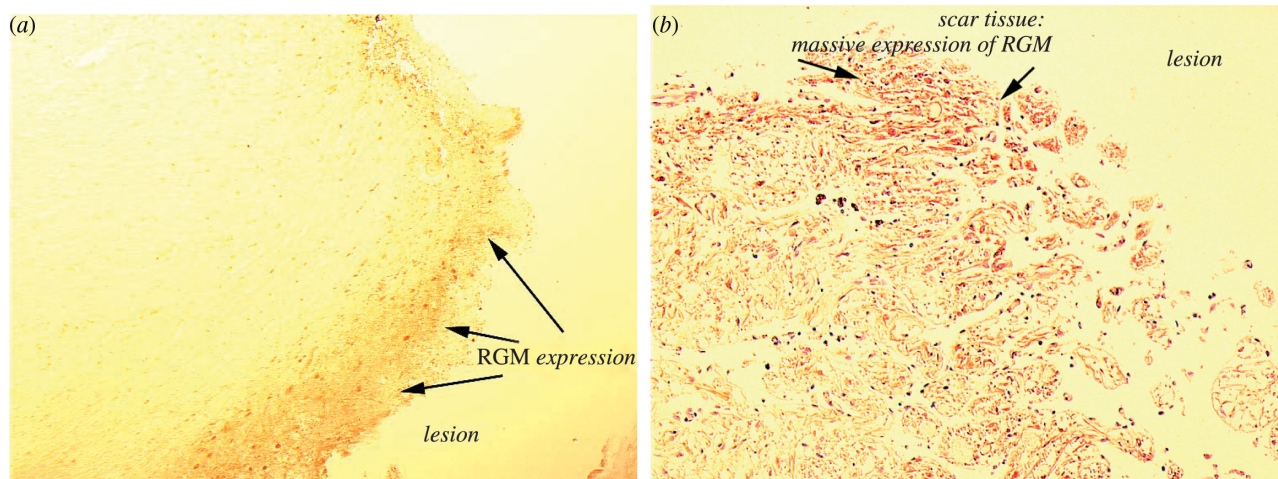 (a)
RGM expression
lesion
(b)
scar tissue:
massive expression of RGM
lesion